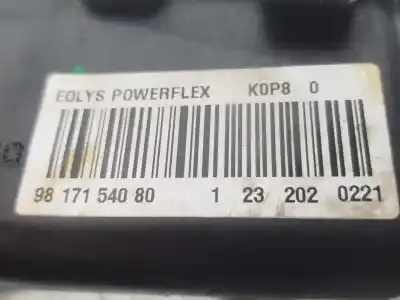 EOLYS POWERFLEX K0P8 0
98 171 540 80 1 23 202 0221